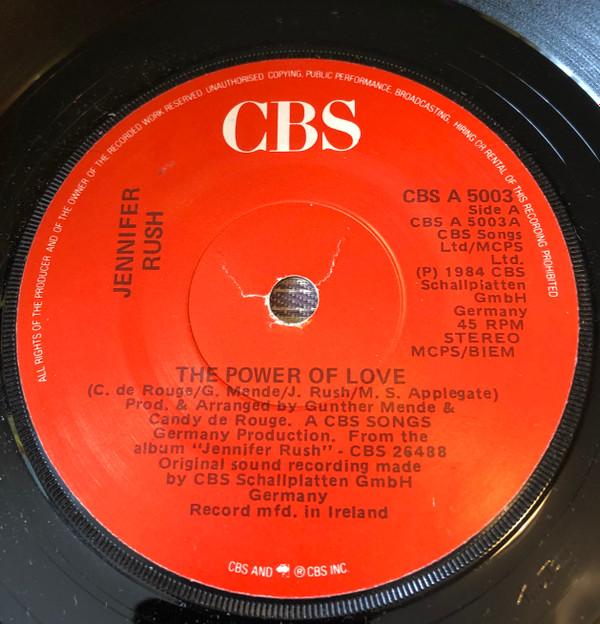 ALL RIGHTS OF THE PRODUCER AND OF THE OWNER OF THE RECORDED WORK RESERVED. UNAUTHORISED COPYING, PUBLIC PERFORMANCE, BROADCASTING, HIRING OR RENTAL OF THIS RECORDING PROHIBITED
CBS
JENNIFER
RUSH
CBS A 5003
Side A
CBS A 5003A
CBS Songs
Ltd/MCPS
Ltd.
(P) 1984 CBS
Schallplatten
GmbH
Germany
45 RPM
STEREO
MCPS/BIEM
THE POWER OF LOVE
(C. de Rouge/G. Mende/J. Rush/M. S. Applegate)
Prod. & Arranged by Gunther Mende &
Candy de Rouge. A CBS SONGS
Germany Production. From the
album "Jennifer Rush" - CBS 26488
Original sound recording made
by CBS Schallplatten GmbH
Germany
Record mfd. in Ireland
CBS AND ® CBS INC.